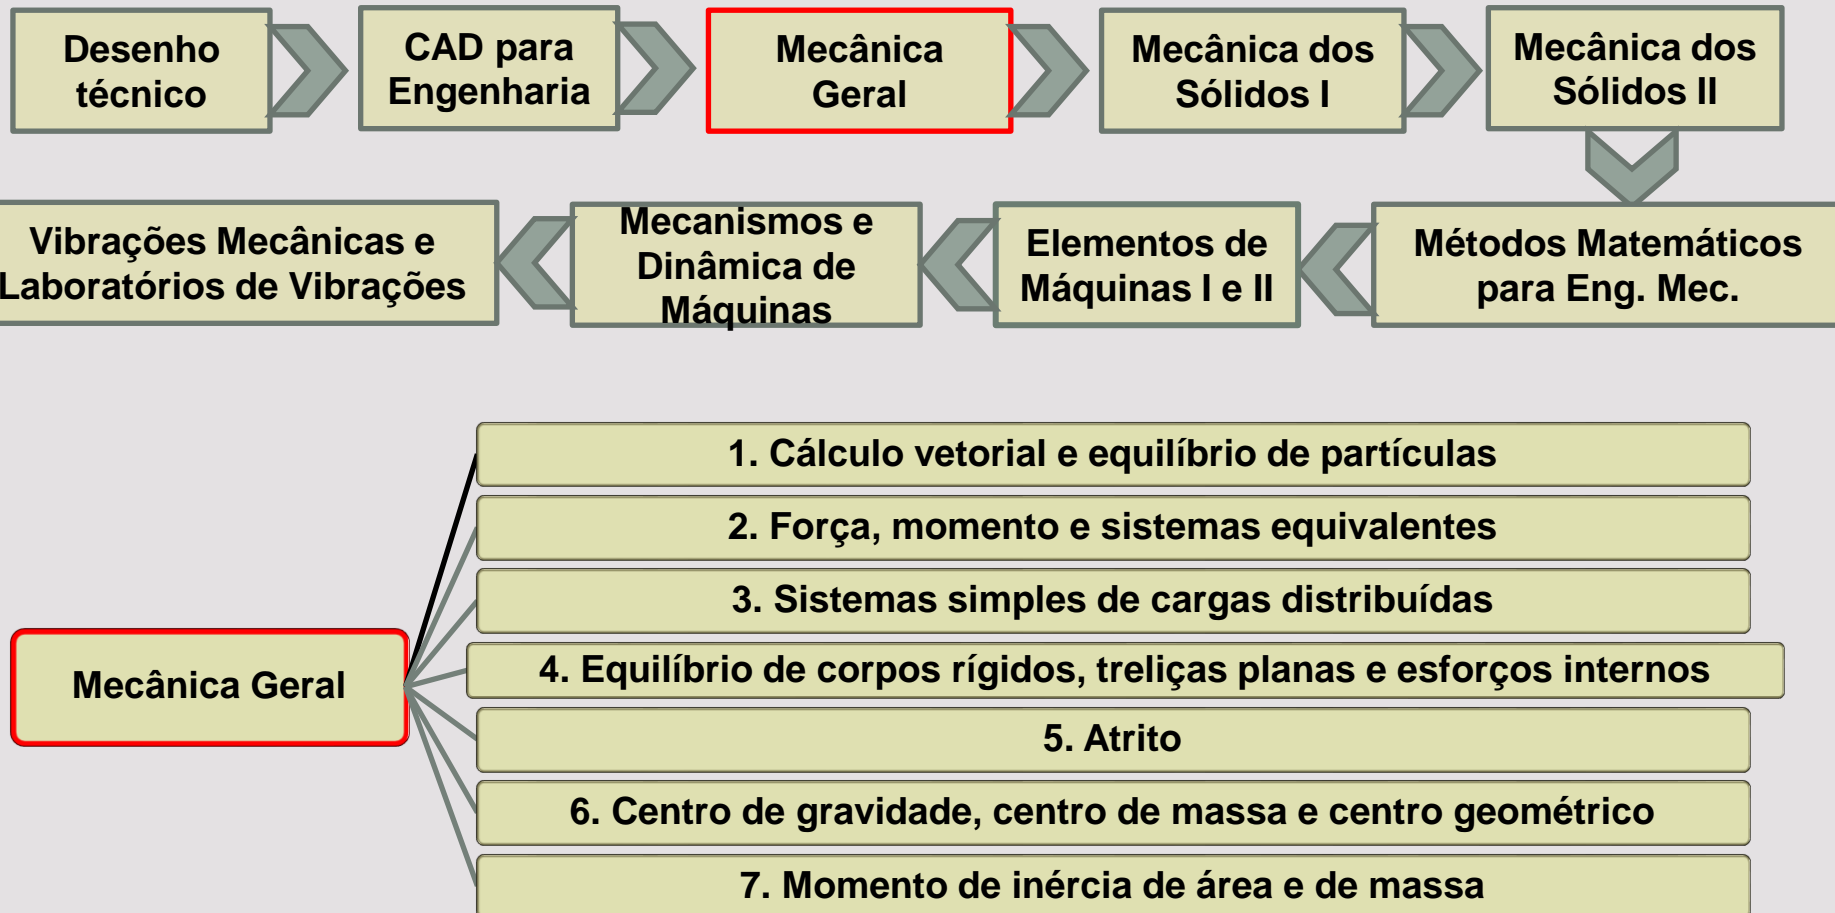 Desenho
técnico
CAD para
Engenharia
Mecânica
Geral
Mecânica dos
Sólidos I
Mecânica dos
Sólidos II
Vibrações Mecânicas e
Laboratórios de Vibrações
Mecanismos e
Dinâmica de
Máquinas
Elementos de
Máquinas I e II
Métodos Matemáticos
para Eng. Mec.
Mecânica Geral
1. Cálculo vetorial e equilíbrio de partículas
2. Força, momento e sistemas equivalentes
3. Sistemas simples de cargas distribuídas
4. Equilíbrio de corpos rígidos, treliças planas e esforços internos
5. Atrito
6. Centro de gravidade, centro de massa e centro geométrico
7. Momento de inércia de área e de massa